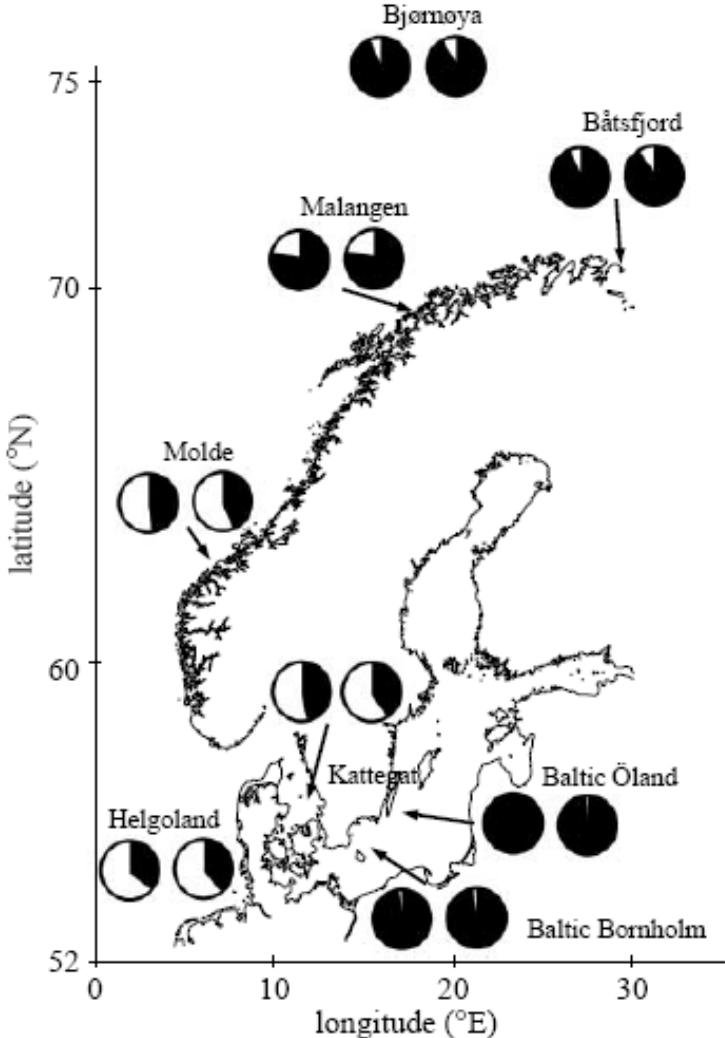 Bjørnøya
75
Båtsfjord
Malangen
70
latitude (°N)
Molde
60
Kattegat
Baltic Öland
Helgoland
Baltic Bornholm
52
0
10
20
30
longitude (°E)